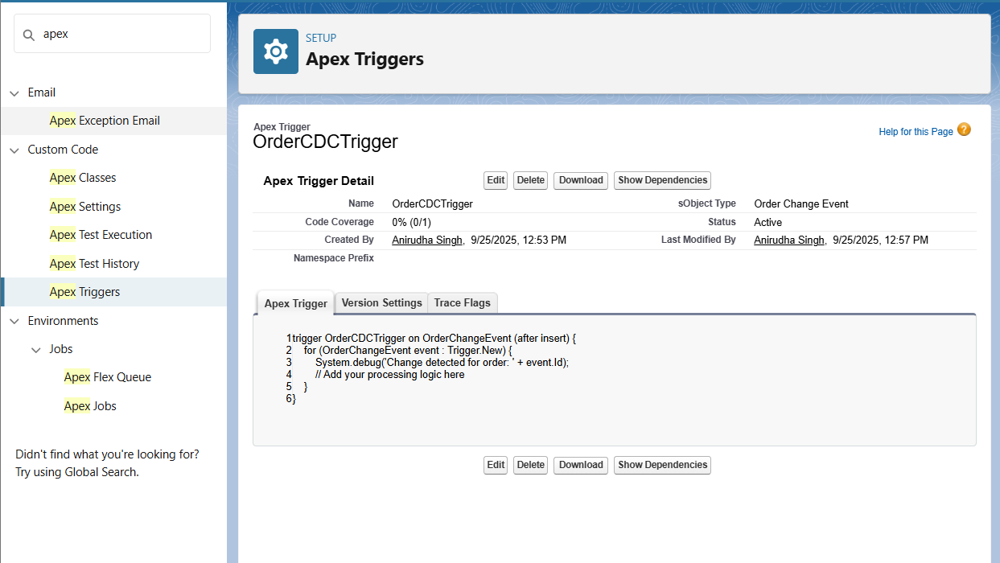 apex
Email
Apex Exception Email
Custom Code
Apex Classes
Apex Settings
Apex Test Execution
Apex Test History
Apex Triggers
Environments
Jobs
Apex Flex Queue
Apex Jobs
Didn't find what you're looking for?
Try using Global Search.
SETUP
Apex Triggers
Apex Trigger
OrderCDCTrigger
Help for this Page ?
Apex Trigger Detail
Edit Delete Download Show Dependencies
Name OrderCDCTrigger sObject Type Order Change Event
Code Coverage 0% (0/1) Status Active
Created By Anirudha Singh, 9/25/2025, 12:53 PM Last Modified By Anirudha Singh, 9/25/2025, 12:57 PM
Namespace Prefix
Apex Trigger Version Settings Trace Flags
1 trigger OrderCDCTrigger on OrderChangeEvent (after insert) {
2 for (OrderChangeEvent event : Trigger.New) {
3 System.debug('Change detected for order: ' + event.Id);
4 // Add your processing logic here
5 }
6 }
Edit Delete Download Show Dependencies